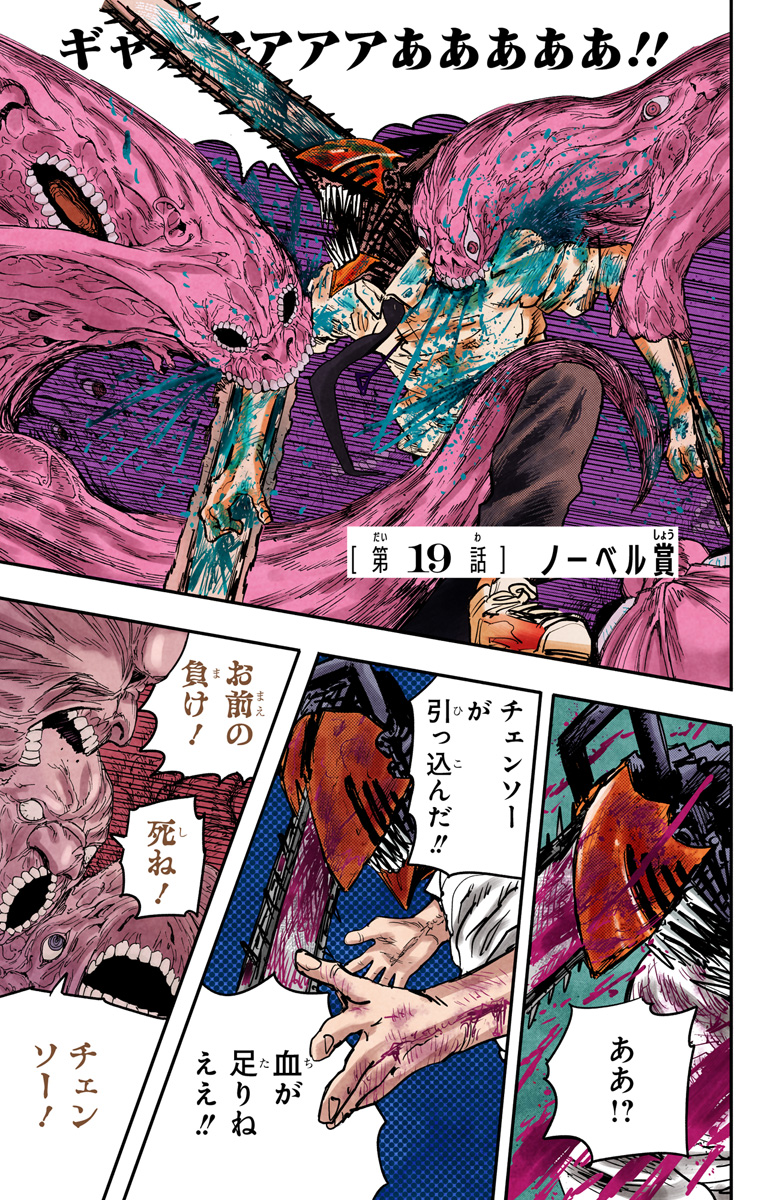 ギャアアアアアあああああ!!
[第19話] ノーベル賞
ああ!?
チェンソー
が
引っ込んだ!!
血が
足りね
ええ!!
お前の
負け!
死ね!
チェン
ソー!